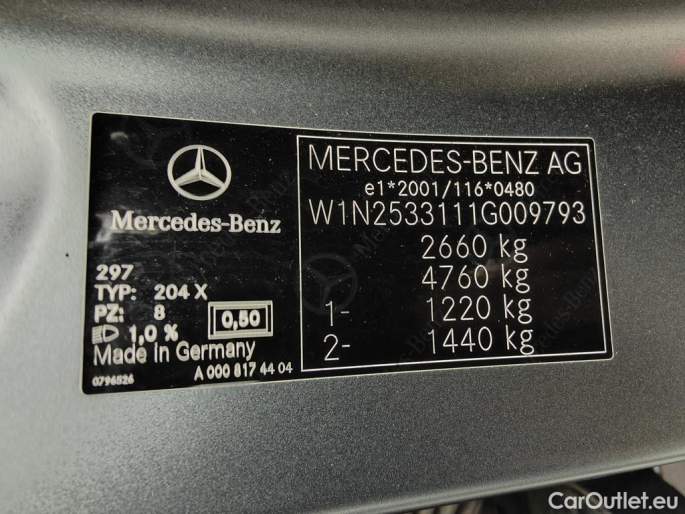 Mercedes-Benz
297
TYP: 204 X
PZ: 8
1,0 %
0,50
Made in Germany
0796526
A 000 817 44 04
MERCEDES-BENZ AG
e1*2001/116*0480
W1N2533111G009793
2660 kg
4760 kg
1- 1220 kg
2- 1440 kg
CarOutlet.eu